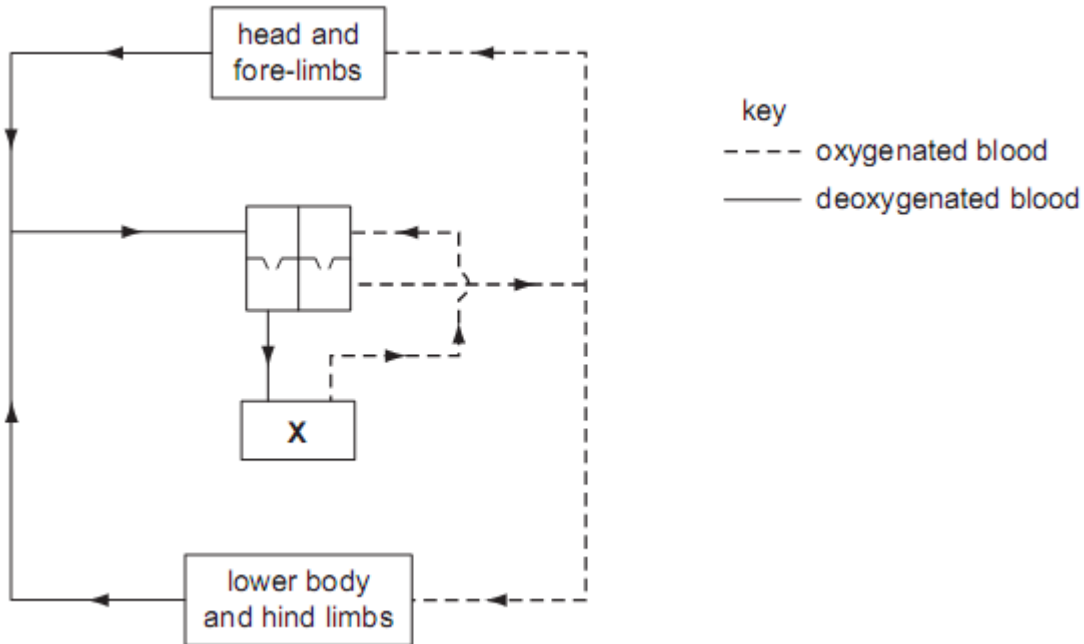 head and
fore-limbs
key
oxygenated blood
deoxygenated blood
X
lower body
and hind limbs